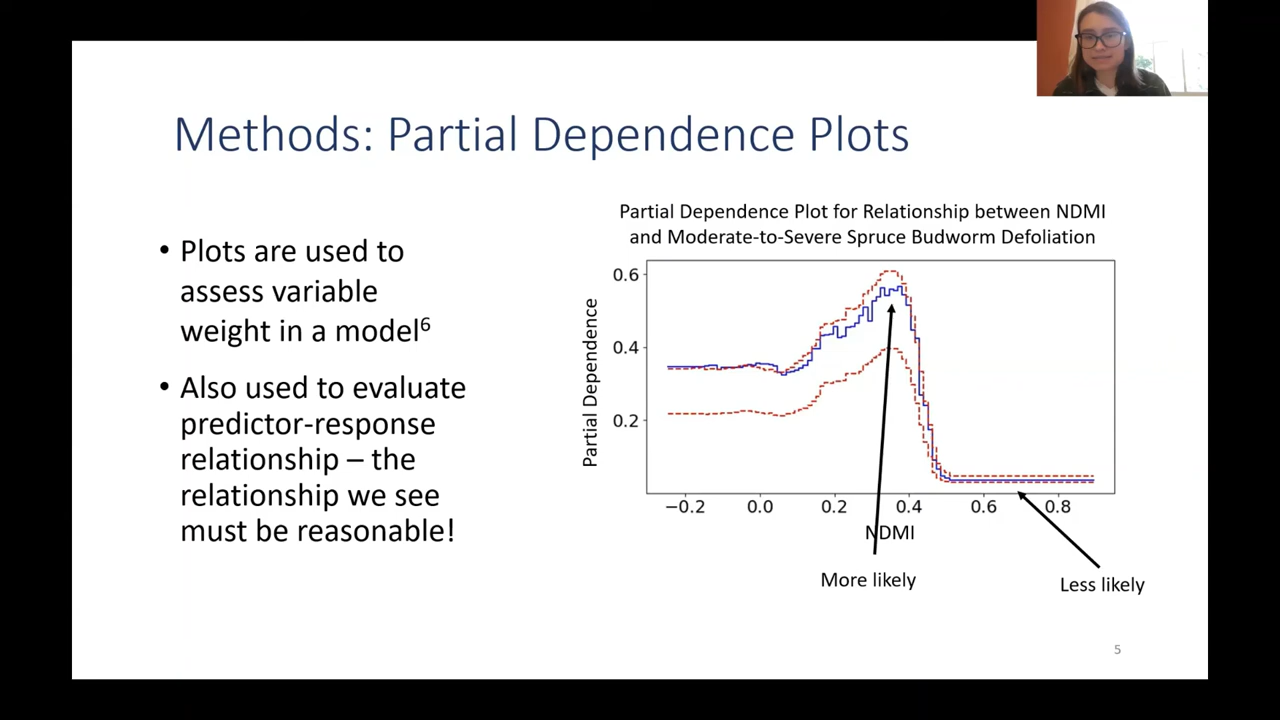 Methods: Partial Dependence Plots
• Plots are used to
assess variable
weight in a model⁶
• Also used to evaluate
predictor-response
relationship – the
relationship we see
must be reasonable!
Partial Dependence Plot for Relationship between NDMI
and Moderate-to-Severe Spruce Budworm Defoliation
Partial Dependence
0.6
0.4
0.2
−0.2 0.0 0.2 0.4 0.6 0.8
NDMI
More likely
Less likely
5